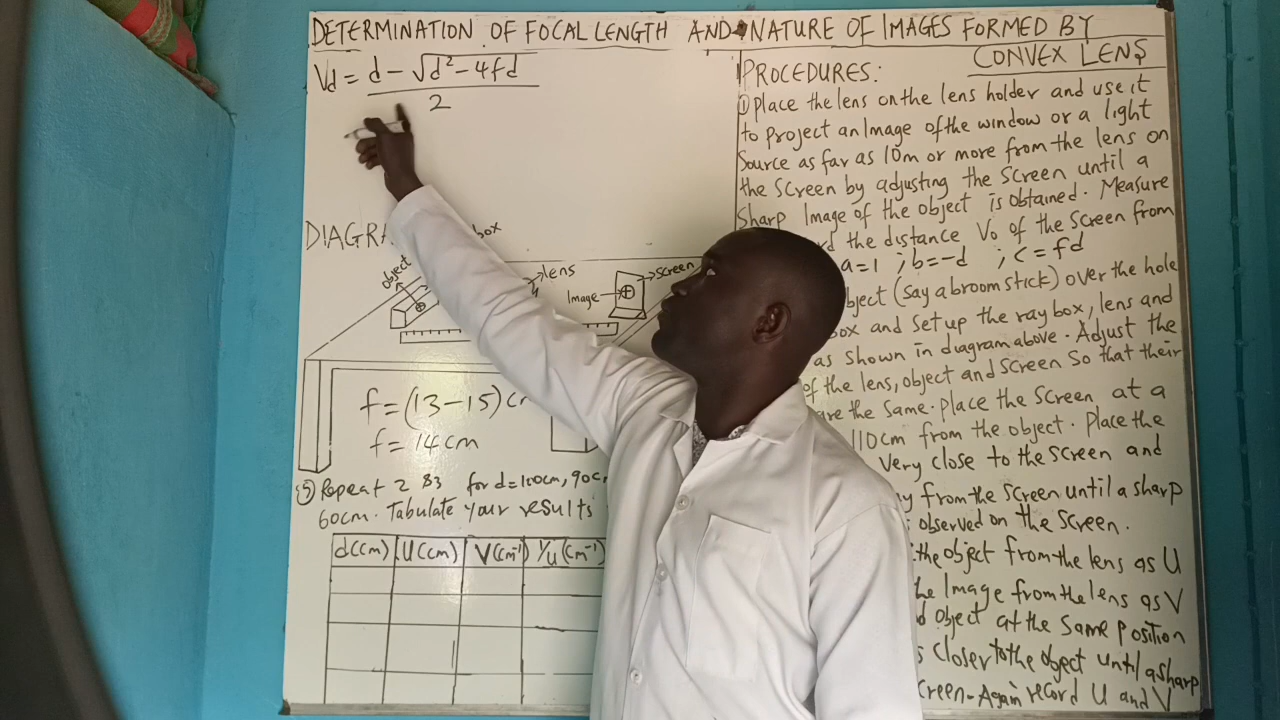 DETERMINATION OF FOCAL LENGTH AND NATURE OF IMAGES FORMED BY
CONVEX LENS
Vd = d - √d² - 4fd
2
DIAGRA
box
object
lens
Image
Screen
f = (13 - 15) c
f = 14 cm
Repeat 2 &3 for d=100cm, 90c
60cm. Tabulate your results
d(cm) U(cm) V(cm⁻¹) 1/u(cm⁻¹)
PROCEDURES:
① Place the lens on the lens holder and use it
to project an Image of the window or a light
Source as far as 10m or more from the lens on
the Screen by adjusting the Screen until a
Sharp Image of the object is obtained. Measure
d the distance Vo of the Screen from
a=1 ; b=-d ; c=fd
bject (say a broom stick) over the hole
box and set up the ray box, lens and
as shown in diagram above. Adjust the
of the lens, object and Screen So that their
are the Same. Place the Screen at a
110cm from the object. Place the
Very close to the Screen and
y from the Screen until a sharp
observed on the Screen.
the object from the lens as U
he Image from the lens as V
d object at the Same position
s closer to the object until a sharp
creen. Again record U and V